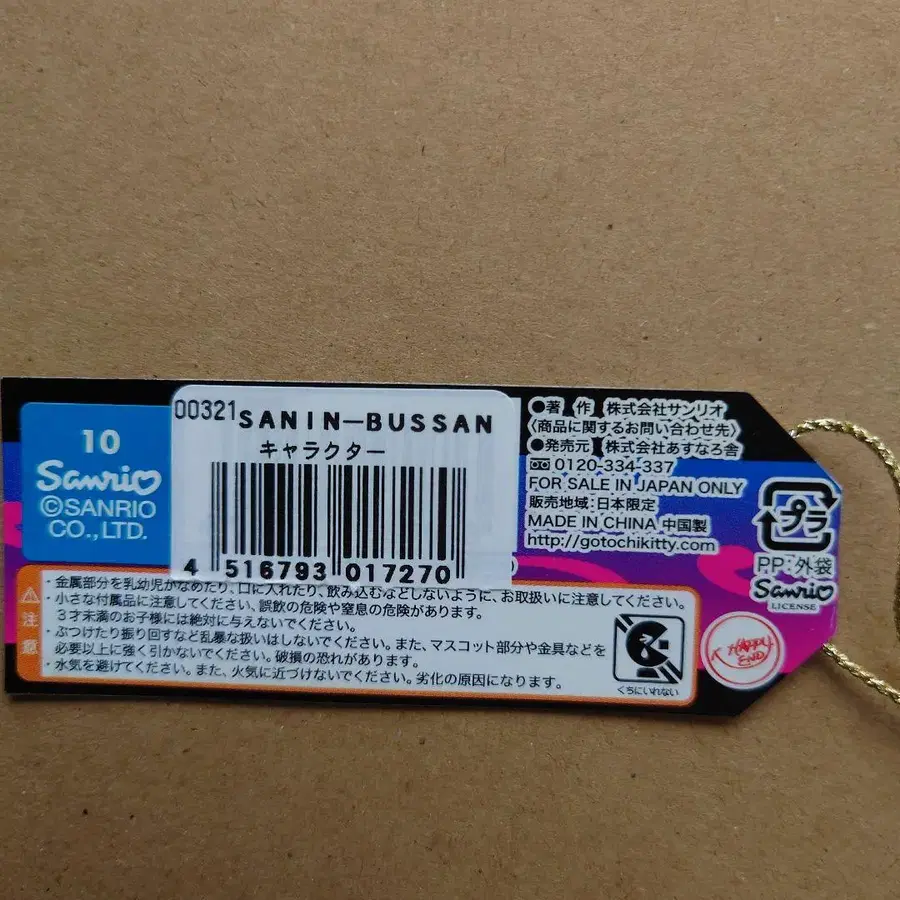 10
Sanrio
©SANRIO
CO.,LTD.
00321
SANIN-BUSSAN
キャラクター
4 516793 017270
●著 作 株式会社サンリオ
〈商品に関するお問い合わせ先〉
●発売元 株式会社あすなろ舎
0120-334-337
FOR SALE IN JAPAN ONLY
販売地域:日本限定
MADE IN CHINA 中国製
http://gotochikitty.com
プラ
PP:外袋
Sanrio
LICENSE
注意
・金属部分を乳幼児がなめたり、口に入れたり、飲み込むなどしないように、お取扱いに注意してください。
・小さな付属品に注意してください、誤飲の危険や窒息の危険があります。
3才未満のお子様には絶対に与えないでください。
・ぶつけたり振り回すなど乱暴な扱いはしないでください。また、マスコット部分や金具などを
必要以上に強く引かないでください。破損の恐れがあります。
・水気を避けてください。また、火気に近づけないでください。劣化の原因になります。
くちにいれない
HAPPY
END